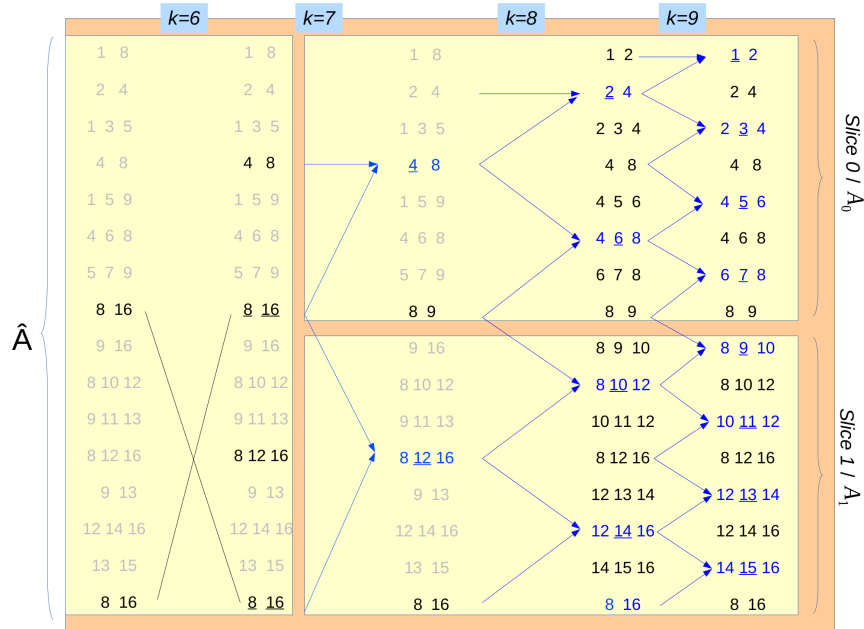 k=6 k=7 k=8 k=9
1 8 1 8 1 8 1 2 1 2
2 4 2 4 2 4 2 4 2 4
1 3 5 1 3 5 1 3 5 2 3 4 2 3 4
4 8 4 8 4 8 4 8 4 8
1 5 9 1 5 9 1 5 9 4 5 6 4 5 6
4 6 8 4 6 8 4 6 8 4 6 8 4 6 8
5 7 9 5 7 9 5 7 9 6 7 8 6 7 8
8 16 8 16 8 9 8 9 8 9
9 16 9 16 9 16 8 9 10 8 9 10
8 10 12 8 10 12 8 10 12 8 10 12 8 10 12
9 11 13 9 11 13 9 11 13 10 11 12 10 11 12
8 12 16 8 12 16 8 12 16 8 12 16 8 12 16
9 13 9 13 9 13 12 13 14 12 13 14
12 14 16 12 14 16 12 14 16 12 14 16 12 14 16
13 15 13 15 13 15 14 15 16 14 15 16
8 16 8 16 8 16 8 16 8 16
Â
Slice 0 / A0
Slice 1 / A1